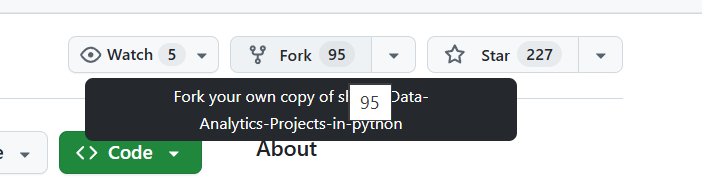 Watch 5
Fork 95
Star 227
Fork your own copy of Data-
Analytics-Projects-in-python
95
Code
About